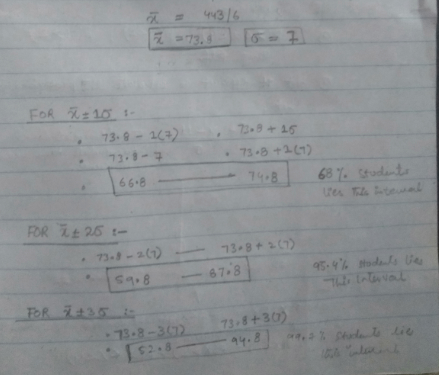 x̄ = 443/6
x̄ = 73.8 σ = 7
FOR x̄ ± 1σ :-
• 73.8 - 1(7) • 73.8 + 1σ
• 73.8 - 7 • 73.8 + 1(7)
• 66.8 74.8 68% students
lies this interval
FOR x̄ ± 2σ :-
• 73.8 - 2(7) — 73.8 + 2(7)
• 59.8 — 87.8 95.4% students lies
this interval
FOR x̄ ± 3σ :-
• 73.8 - 3(7) 73.8 + 3(7)
• 52.8 — 94.8 students lie
interval